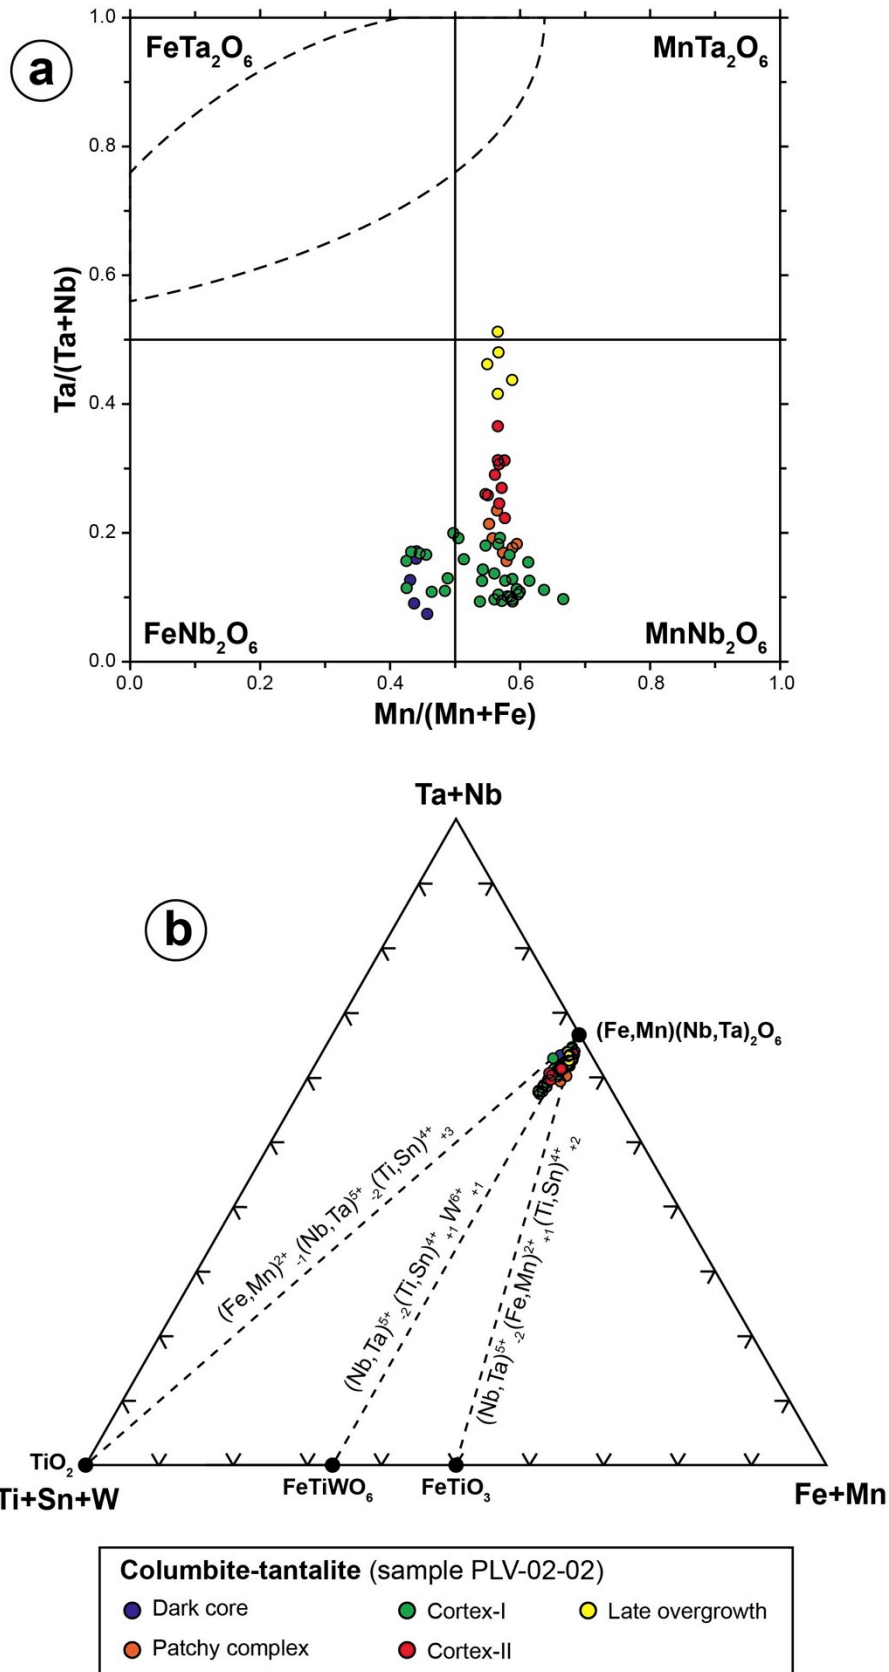 a
FeTa2O6
MnTa2O6
FeNb2O6
MnNb2O6
1.0
0.8
0.6
0.4
0.2
0.0
Ta/(Ta+Nb)
0.0 0.2 0.4 0.6 0.8 1.0
Mn/(Mn+Fe)
b
Ta+Nb
(Fe,Mn)(Nb,Ta)2O6
(Fe,Mn)2+-1(Nb,Ta)5+-2(Ti,Sn)4++3
(Nb,Ta)5+-2(Ti,Sn)4++1W6++1
(Nb,Ta)5+-2(Fe,Mn)2++1(Ti,Sn)4++2
TiO2
FeTiWO6
FeTiO3
Ti+Sn+W
Fe+Mn
Columbite-tantalite (sample PLV-02-02)
Dark core
Cortex-I
Late overgrowth
Patchy complex
Cortex-II